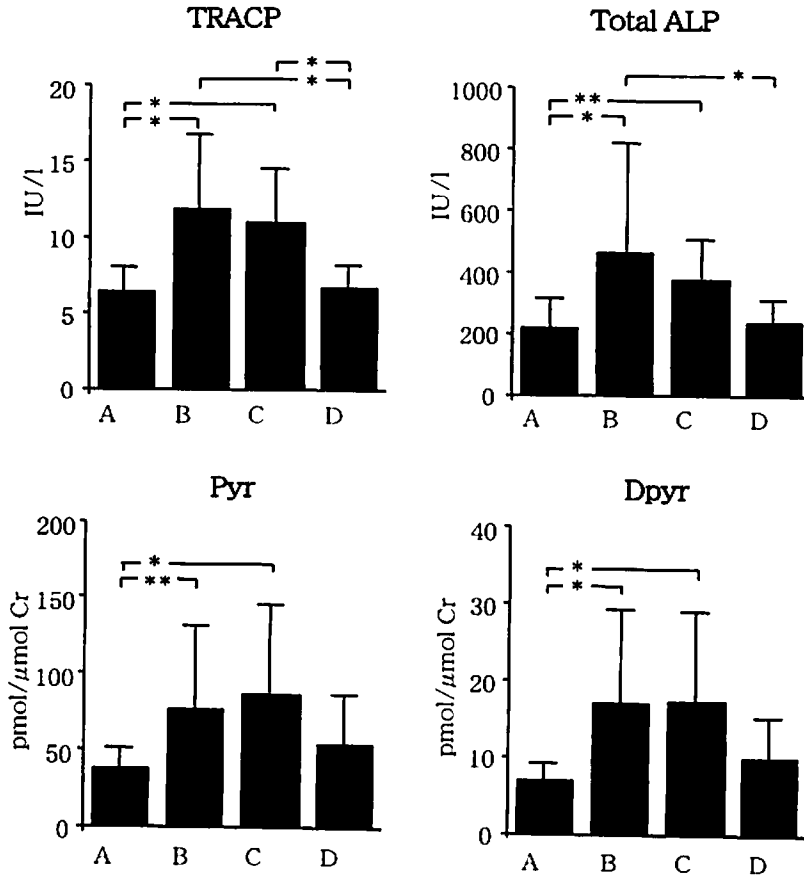 TRACP
20
15
10
5
0
IU/l
*
*
*
*
A B C D
Total ALP
1000
800
600
400
200
0
IU/l
*
**
*
A B C D
Pyr
200
150
100
50
0
pmol/μmol Cr
*
**
A B C D
Dpyr
40
30
20
10
0
pmol/μmol Cr
*
*
A B C D